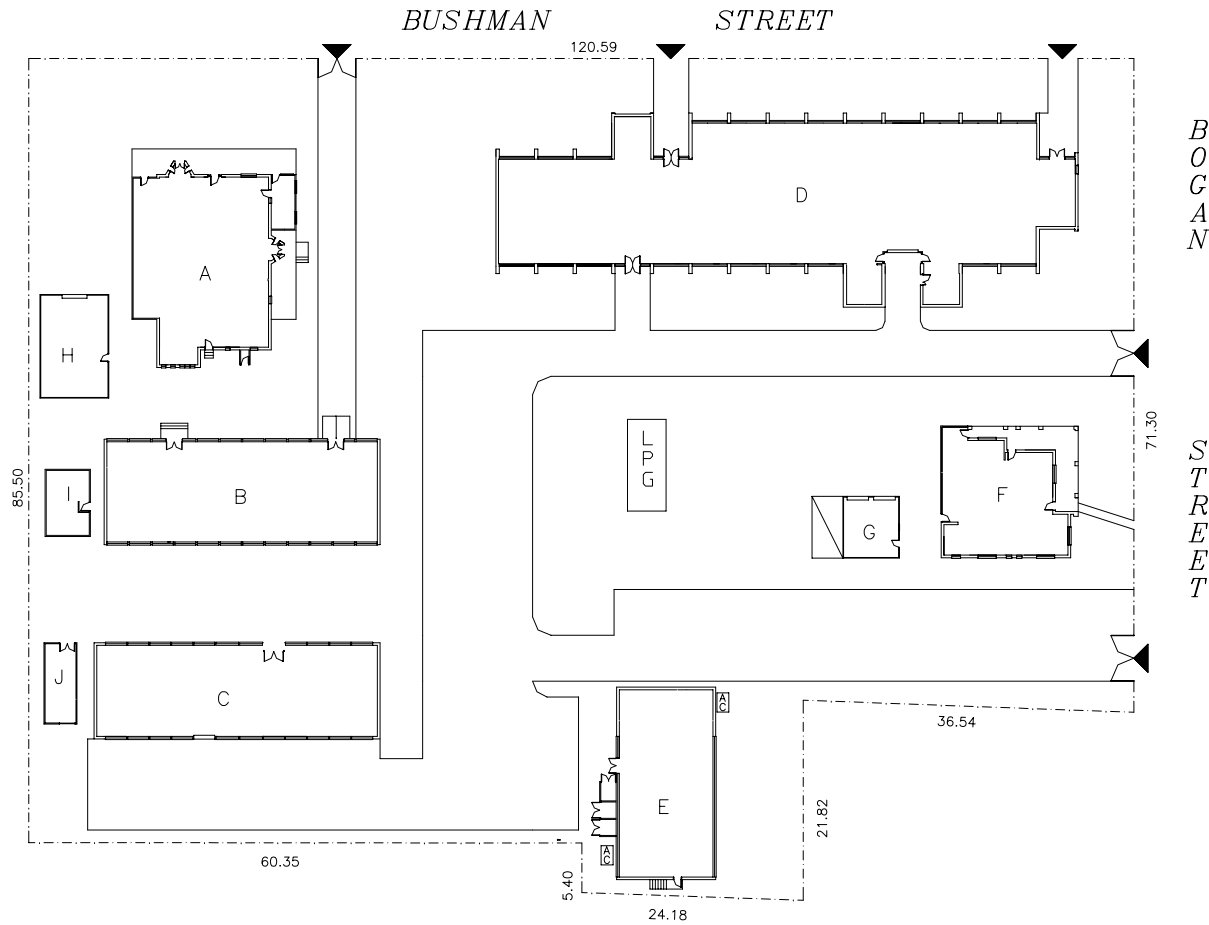 BUSHMAN STREET
120.59
BOGAN
STREET
A
D
H
LPG
71.30
85.50
I
B
F
G
J
C
AC
36.54
E
21.82
AC
60.35
5.40
24.18